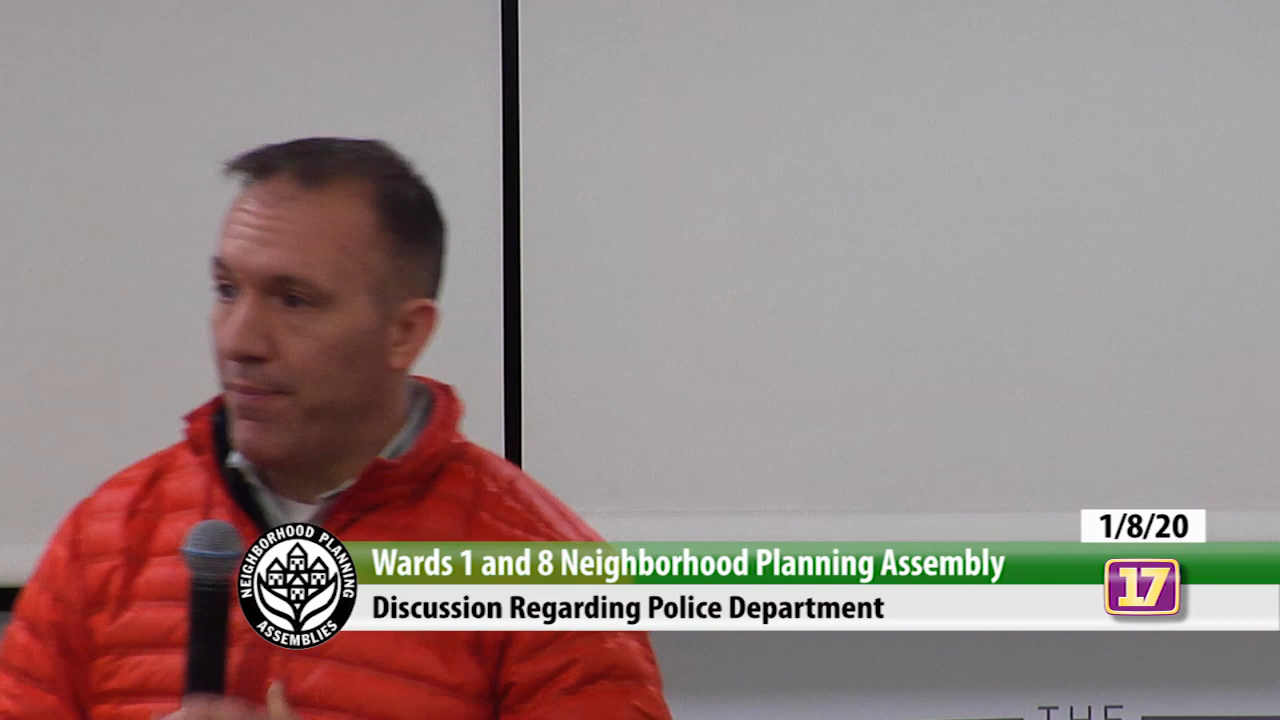 1/8/20
NEIGHBORHOOD PLANNING
ASSEMBLIES
Wards 1 and 8 Neighborhood Planning Assembly
17
Discussion Regarding Police Department
THE